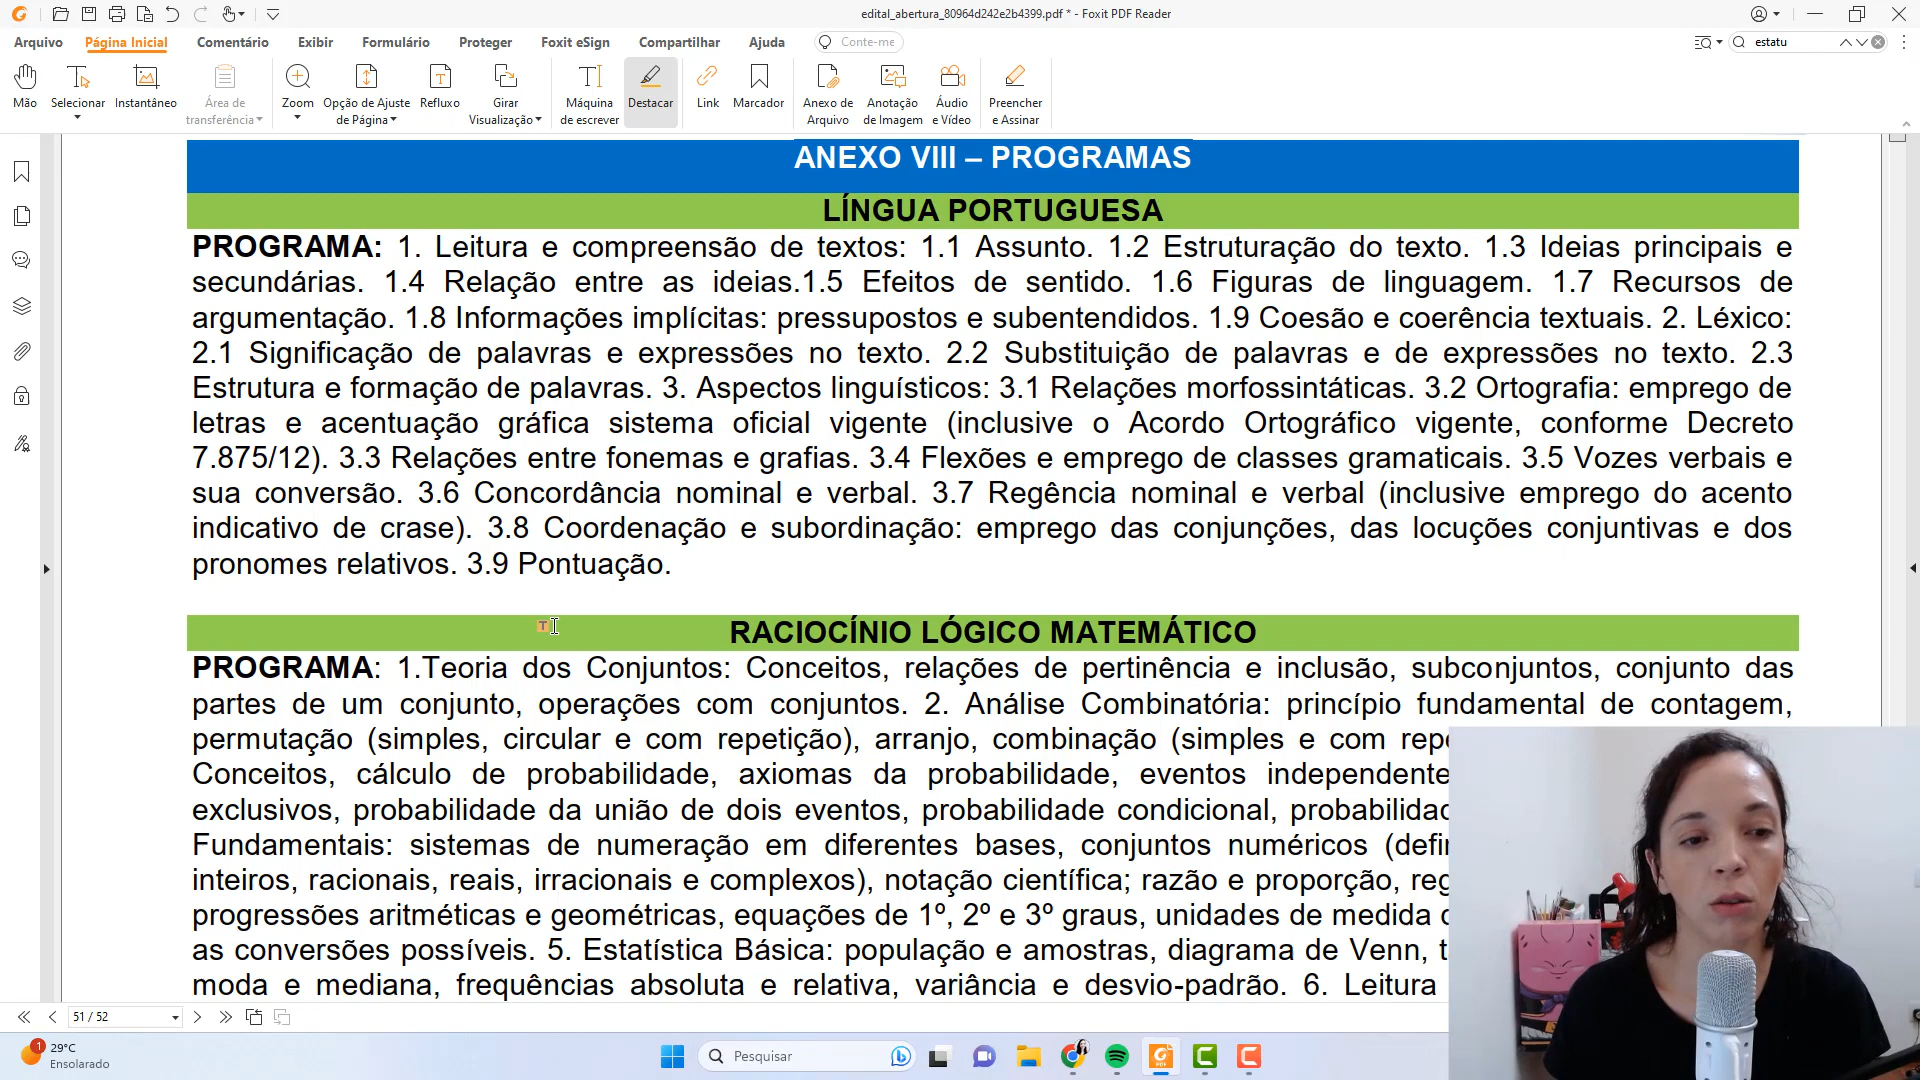 edital_abertura_80964d242e2b4399.pdf * - Foxit PDF Reader
Arquivo Página Inicial Comentário Exibir Formulário Proteger Foxit eSign Compartilhar Ajuda Conte-me estatu
Mão Selecionar Instantâneo Área de transferência Zoom Opção de Ajuste de Página Refluxo Girar Visualização Máquina de escrever Destacar Link Marcador Anexo de Arquivo Anotação de Imagem Áudio e Vídeo Preencher e Assinar
ANEXO VIII – PROGRAMAS
LÍNGUA PORTUGUESA
PROGRAMA: 1. Leitura e compreensão de textos: 1.1 Assunto. 1.2 Estruturação do texto. 1.3 Ideias principais e
secundárias. 1.4 Relação entre as ideias.1.5 Efeitos de sentido. 1.6 Figuras de linguagem. 1.7 Recursos de
argumentação. 1.8 Informações implícitas: pressupostos e subentendidos. 1.9 Coesão e coerência textuais. 2. Léxico:
2.1 Significação de palavras e expressões no texto. 2.2 Substituição de palavras e de expressões no texto. 2.3
Estrutura e formação de palavras. 3. Aspectos linguísticos: 3.1 Relações morfossintáticas. 3.2 Ortografia: emprego de
letras e acentuação gráfica sistema oficial vigente (inclusive o Acordo Ortográfico vigente, conforme Decreto
7.875/12). 3.3 Relações entre fonemas e grafias. 3.4 Flexões e emprego de classes gramaticais. 3.5 Vozes verbais e
sua conversão. 3.6 Concordância nominal e verbal. 3.7 Regência nominal e verbal (inclusive emprego do acento
indicativo de crase). 3.8 Coordenação e subordinação: emprego das conjunções, das locuções conjuntivas e dos
pronomes relativos. 3.9 Pontuação.
RACIOCÍNIO LÓGICO MATEMÁTICO
PROGRAMA: 1.Teoria dos Conjuntos: Conceitos, relações de pertinência e inclusão, subconjuntos, conjunto das
partes de um conjunto, operações com conjuntos. 2. Análise Combinatória: princípio fundamental de contagem,
permutação (simples, circular e com repetição), arranjo, combinação (simples e com
Conceitos, cálculo de probabilidade, axiomas da probabilidade, eventos
exclusivos, probabilidade da união de dois eventos, probabilidade condicional,
Fundamentais: sistemas de numeração em diferentes bases, conjuntos numéricos
inteiros, racionais, reais, irracionais e complexos), notação científica; razão e proporção,
progressões aritméticas e geométricas, equações de 1º, 2º e 3º graus, unidades de medida
as conversões possíveis. 5. Estatística Básica: população e amostras, diagrama de Venn,
moda e mediana, frequências absoluta e relativa, variância e desvio-padrão. 6. Leitura
51 / 52
1
29°C
Ensolarado
Pesquisar